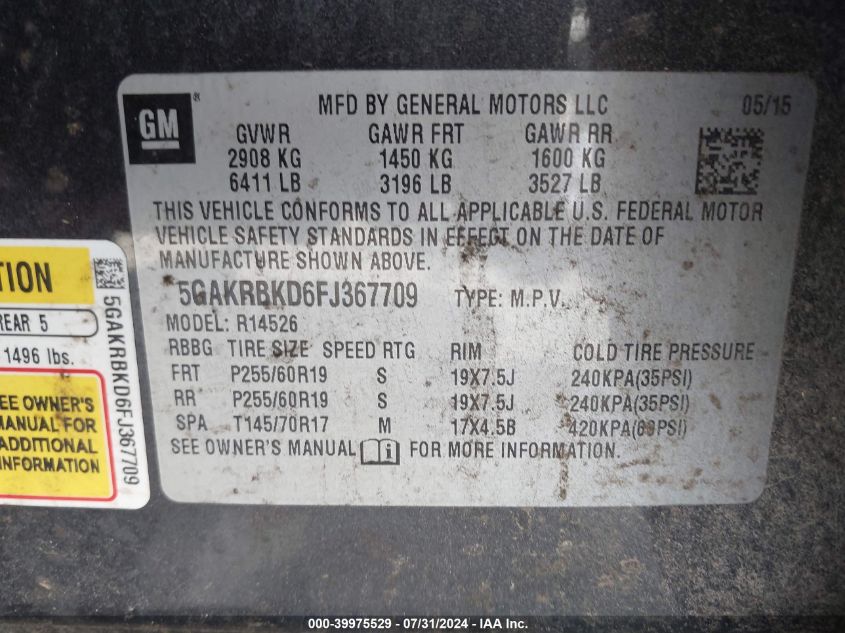 GM ®
MFD BY GENERAL MOTORS LLC 05/15
GVWR GAWR FRT GAWR RR
2908 KG 1450 KG 1600 KG
6411 LB 3196 LB 3527 LB
THIS VEHICLE CONFORMS TO ALL APPLICABLE U.S. FEDERAL MOTOR
VEHICLE SAFETY STANDARDS IN EFFECT ON THE DATE OF
MANUFACTURE SHOWN ABOVE.
5GAKRBKD6FJ367709 TYPE: M.P.V.
MODEL: R14526
RBBG TIRE SIZE SPEED RTG RIM COLD TIRE PRESSURE
FRT P255/60R19 S 19X7.5J 240KPA(35PSI)
RR P255/60R19 S 19X7.5J 240KPA(35PSI)
SPA T145/70R17 M 17X4.5B 420KPA(60PSI)
SEE OWNER'S MANUAL FOR MORE INFORMATION.
TION
REAR 5
1496 lbs.
EE OWNER'S
MANUAL FOR
ADDITIONAL
INFORMATION
5GAKRBKD6FJ367709
000-39975529 - 07/31/2024 - IAA Inc.